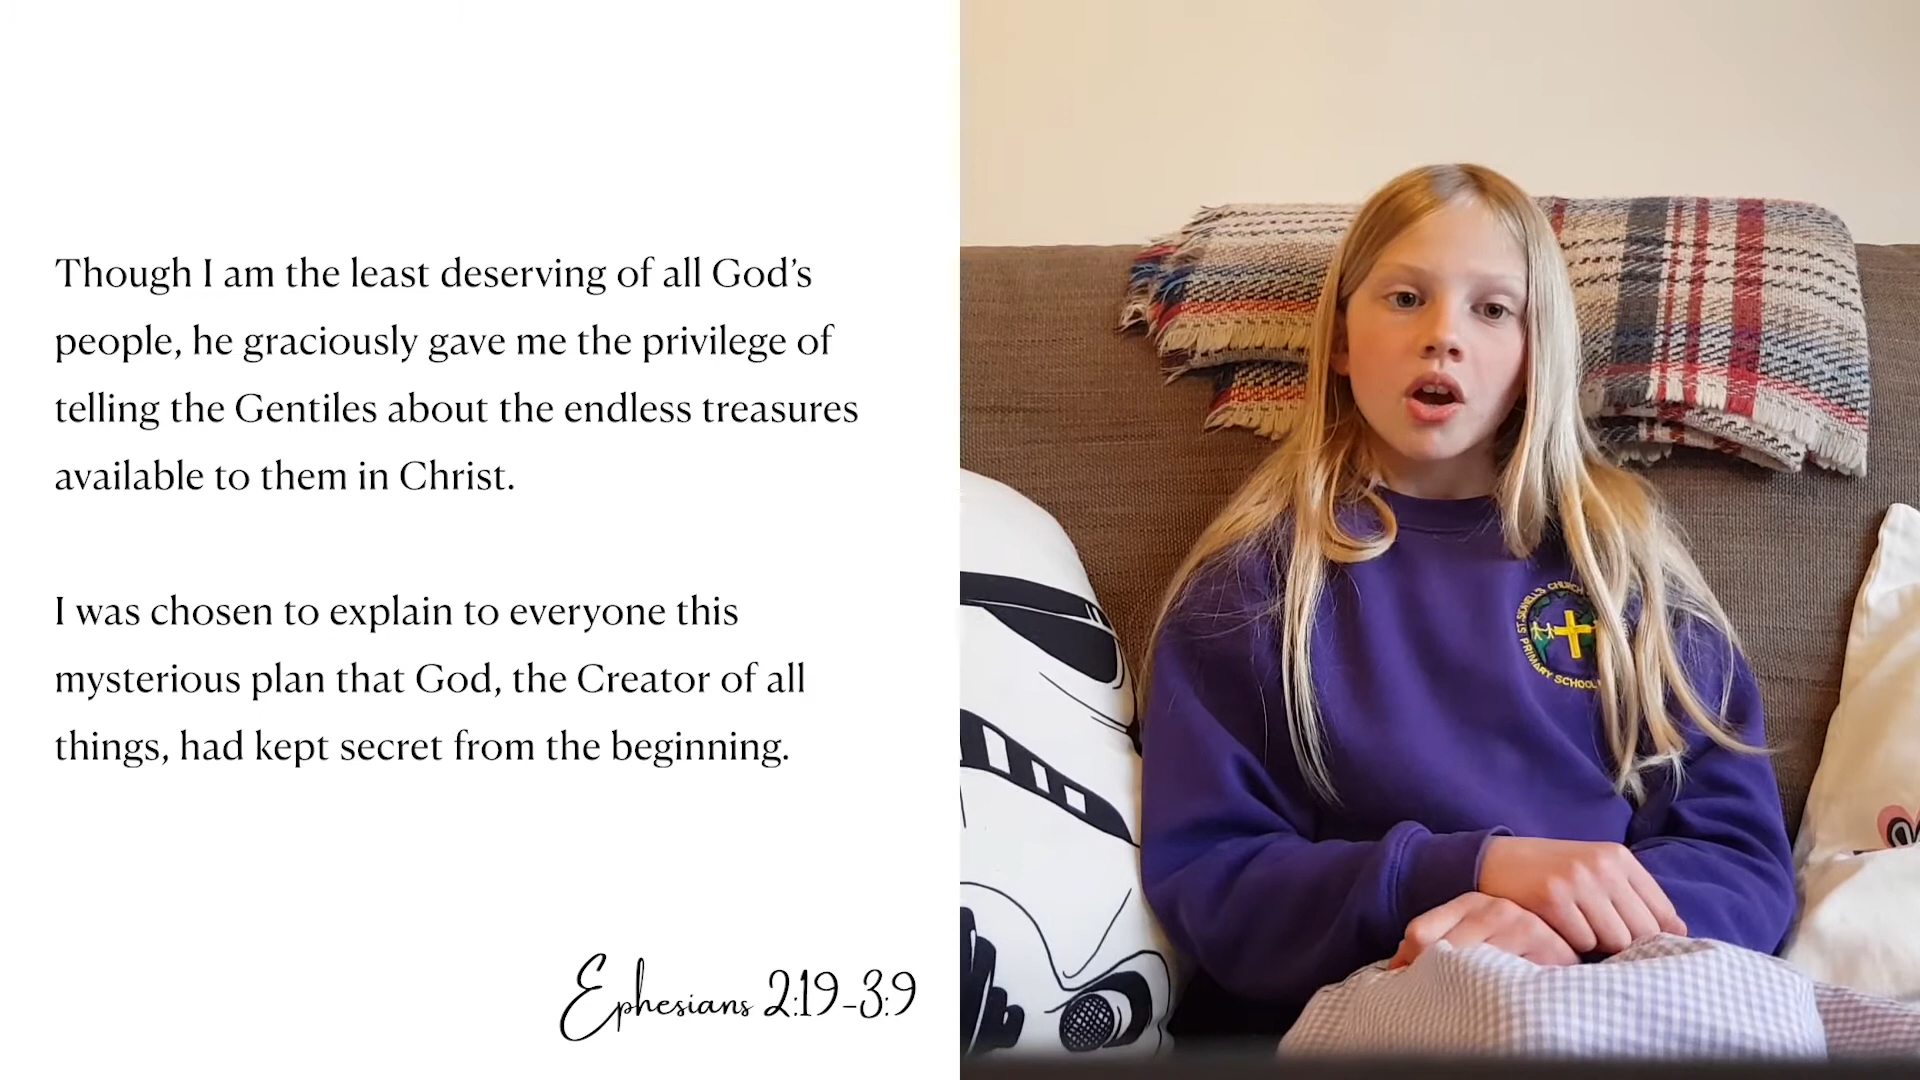 Though I am the least deserving of all God's
people, he graciously gave me the privilege of
telling the Gentiles about the endless treasures
available to them in Christ.
I was chosen to explain to everyone this
mysterious plan that God, the Creator of all
things, had kept secret from the beginning.
Ephesians 2:19-3:9
ST. SIDWELL'S CHURCH
PRIMARY SCHOOL